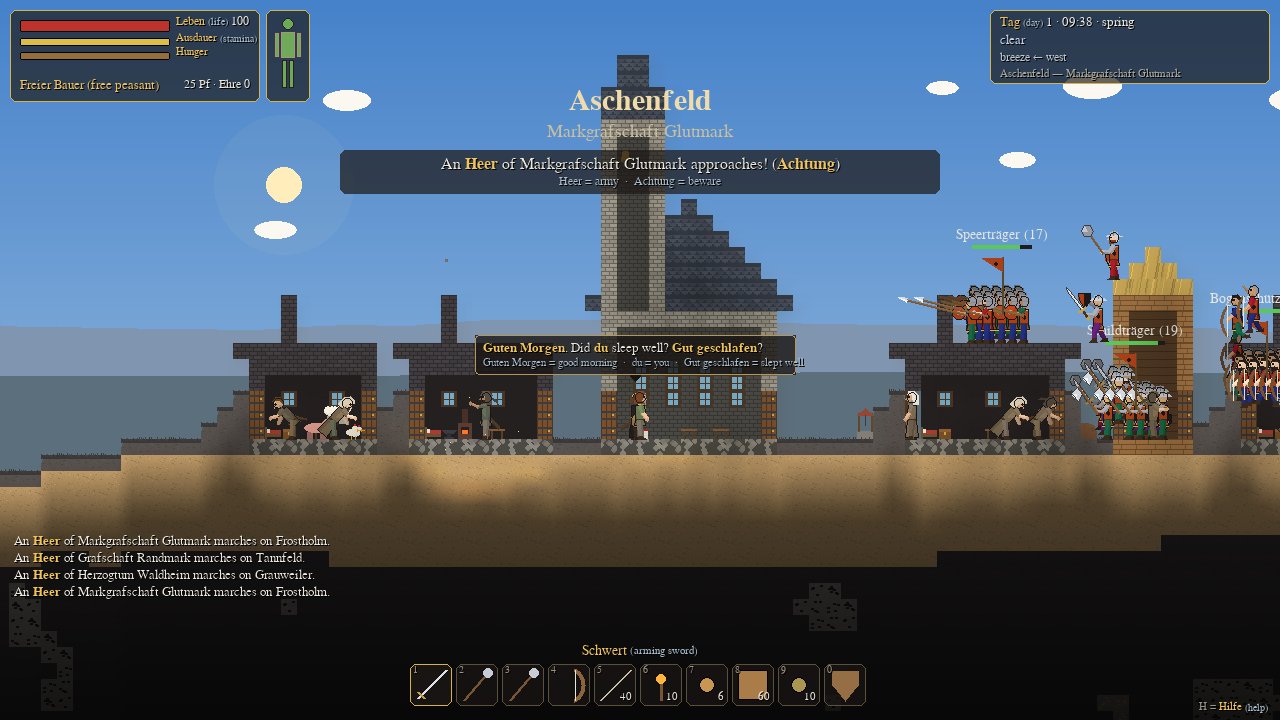 Leben (life) 100
Ausdauer (stamina)
Hunger
Freier Bauer (free peasant) 25 Pf · Ehre 0
Tag (day) 1 · 09:38 · spring
clear
breeze ← west
Aschenfeld Markgrafschaft Glutmark
Aschenfeld
Markgrafschaft Glutmark
An Heer of Markgrafschaft Glutmark approaches! (Achtung)
Heer = army · Achtung = beware
Speerträger (17)
Guten Morgen. Did du sleep well? Gut geschlafen?
Guten Morgen = good morning · du = you · Gut geschlafen = slept well
An Heer of Markgrafschaft Glutmark marches on Frostholm.
An Heer of Grafschaft Randmark marches on Tannfeld.
An Heer of Herzogtum Waldheim marches on Grauweiler.
An Heer of Markgrafschaft Glutmark marches on Frostholm.
Schwert (arming sword)
1 2 3 4 5 6 7 8 9 0
40 10 6 60 10
H = Hilfe (help)